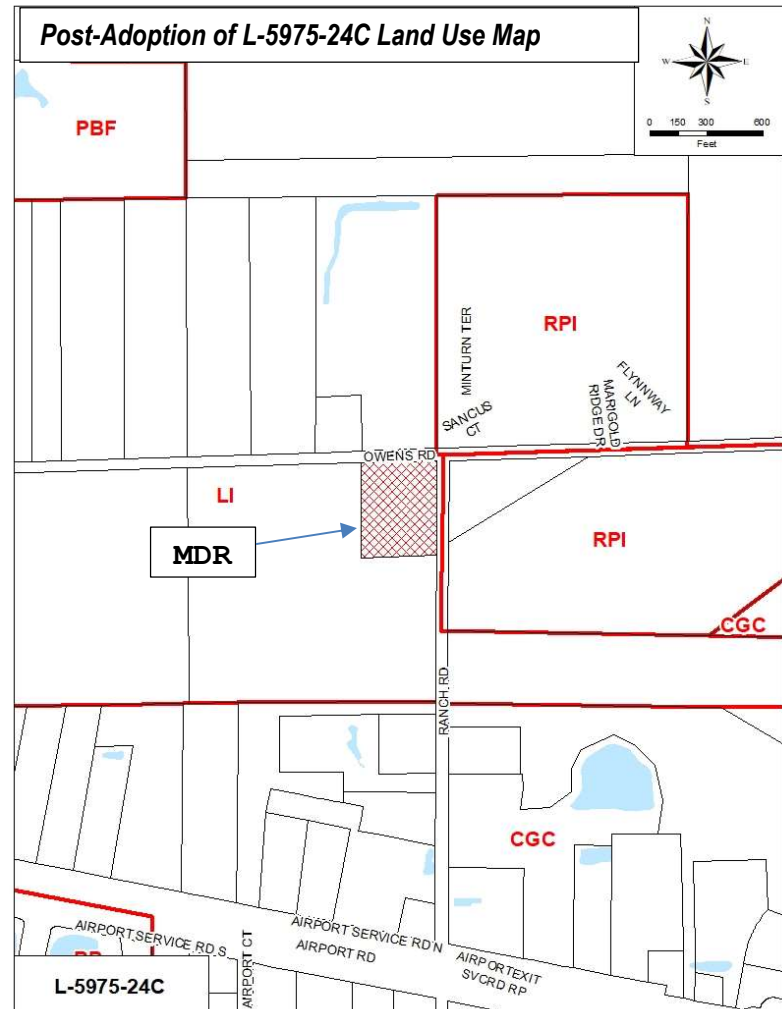 Post-Adoption of L-5975-24C Land Use Map
N
W
E
S
0 150 300 600
Feet
PBF
RPI
MINTURN TER
SANCUS
CT
MARIGOLD
RIDGE DR
FLYNNWAY
LN
OWENS RD
LI
MDR
RPI
CGC
RANCH RD
CGC
AIRPORT SERVICE RD S
AIRPORT CT
AIRPORT SERVICE RD N
AIRPORT RD
AIRPORT EXIT
SVCRD RP
L-5975-24C